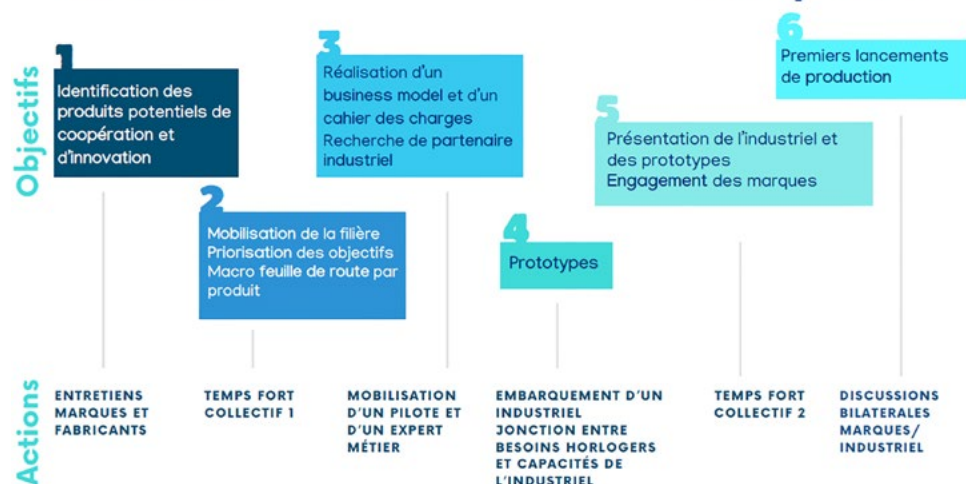 Objectifs
1
Identification des
produits potentiels de
coopération et
d'innovation
2
Mobilisation de la filière
Priorisation des objectifs
Macro feuille de route par
produit
3
Réalisation d'un
business model et d'un
cahier des charges
Recherche de partenaire
industriel
4
Prototypes
5
Présentation de l'industriel et
des prototypes
Engagement des marques
6
Premiers lancements
de production
Actions
ENTRETIENS
MARQUES ET
FABRICANTS
TEMPS FORT
COLLECTIF 1
MOBILISATION
D'UN PILOTE ET
D'UN EXPERT
MÉTIER
EMBARQUEMENT D'UN
INDUSTRIEL
JONCTION ENTRE
BESOINS HORLOGERS
ET CAPACITÉS DE
L'INDUSTRIEL
TEMPS FORT
COLLECTIF 2
DISCUSSIONS
BILATERALES
MARQUES/
INDUSTRIEL